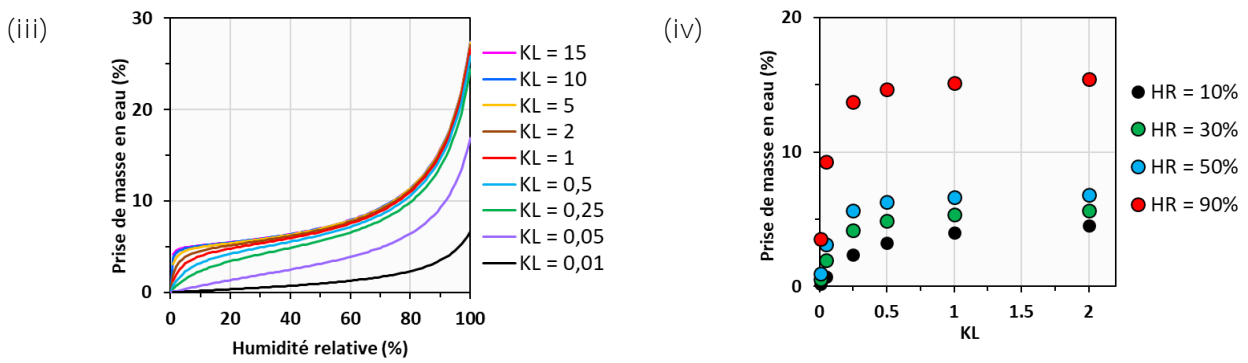 (iii)
Prise de masse en eau (%)
30
20
10
0
0 20 40 60 80 100
Humidité relative (%)
KL = 15
KL = 10
KL = 5
KL = 2
KL = 1
KL = 0,5
KL = 0,25
KL = 0,05
KL = 0,01
(iv)
Prise de masse en eau (%)
20
10
0
0 0.5 1 1.5 2
KL
HR = 10%
HR = 30%
HR = 50%
HR = 90%